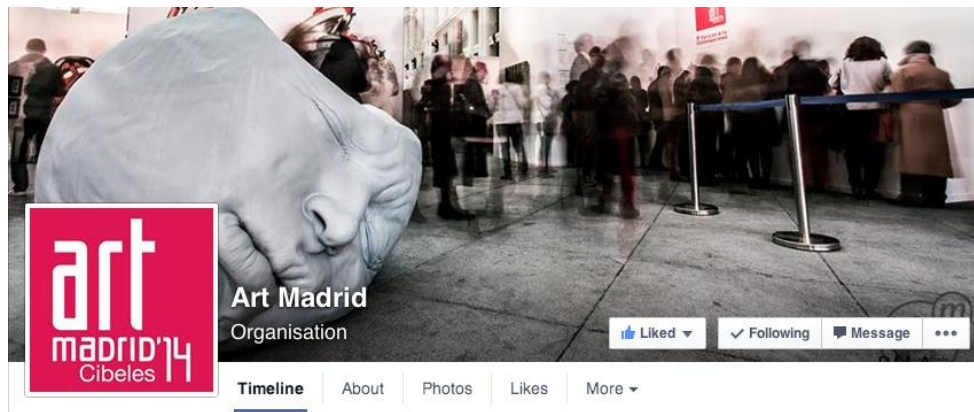 art
MaDRID'14
Cibeles
Art Madrid
Organisation
Liked
Following
Message
Timeline
About
Photos
Likes
More